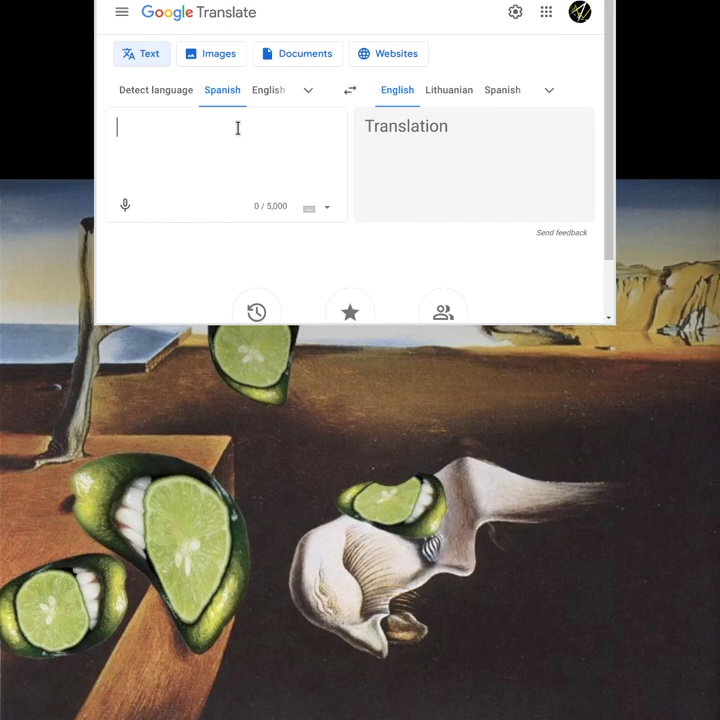 Google Translate
Text Images Documents Websites
Detect language Spanish English English Lithuanian Spanish
Translation
0 / 5,000
Send feedback